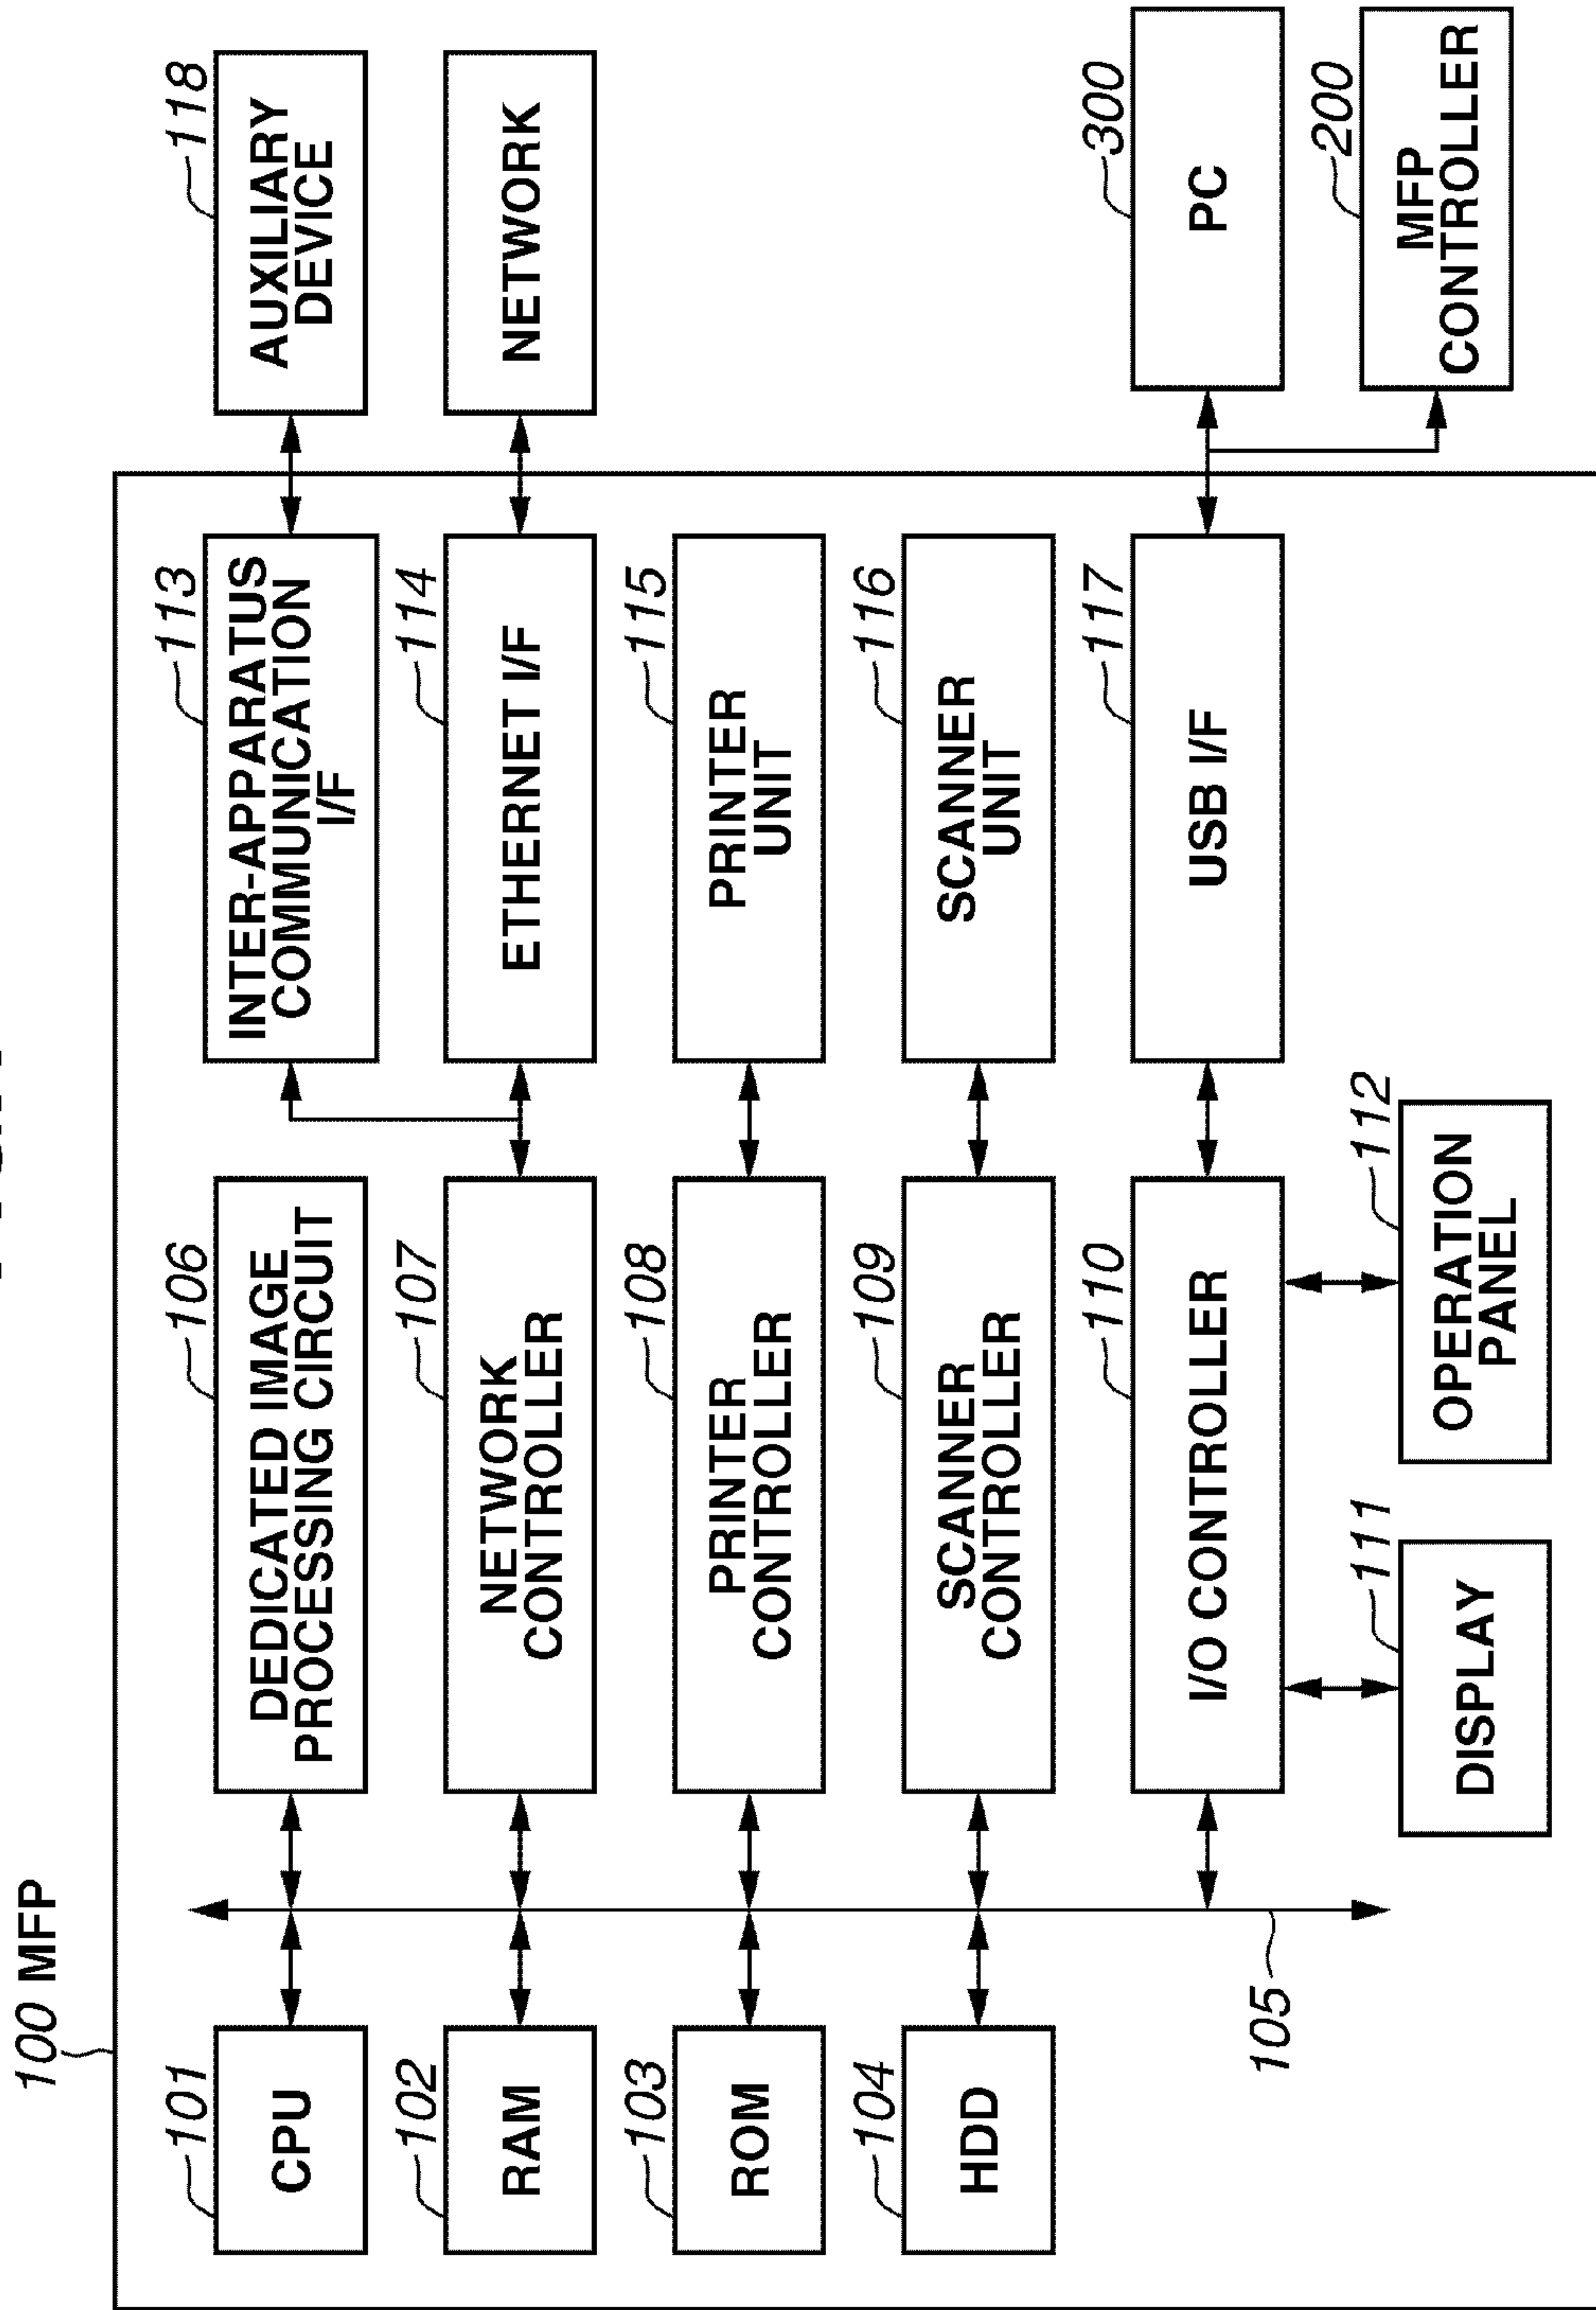 100 MFP
101
CPU
102
RAM
103
ROM
104
HDD
105
106
DEDICATED IMAGE
PROCESSING CIRCUIT
107
NETWORK
CONTROLLER
108
PRINTER
CONTROLLER
109
SCANNER
CONTROLLER
110
I/O CONTROLLER
111
DISPLAY
112
OPERATION
PANEL
113
INTER-APPARATUS
COMMUNICATION
I/F
114
ETHERNET I/F
115
PRINTER
UNIT
116
SCANNER
UNIT
117
USB I/F
118
AUXILIARY
DEVICE
NETWORK
300
PC
200
MFP
CONTROLLER